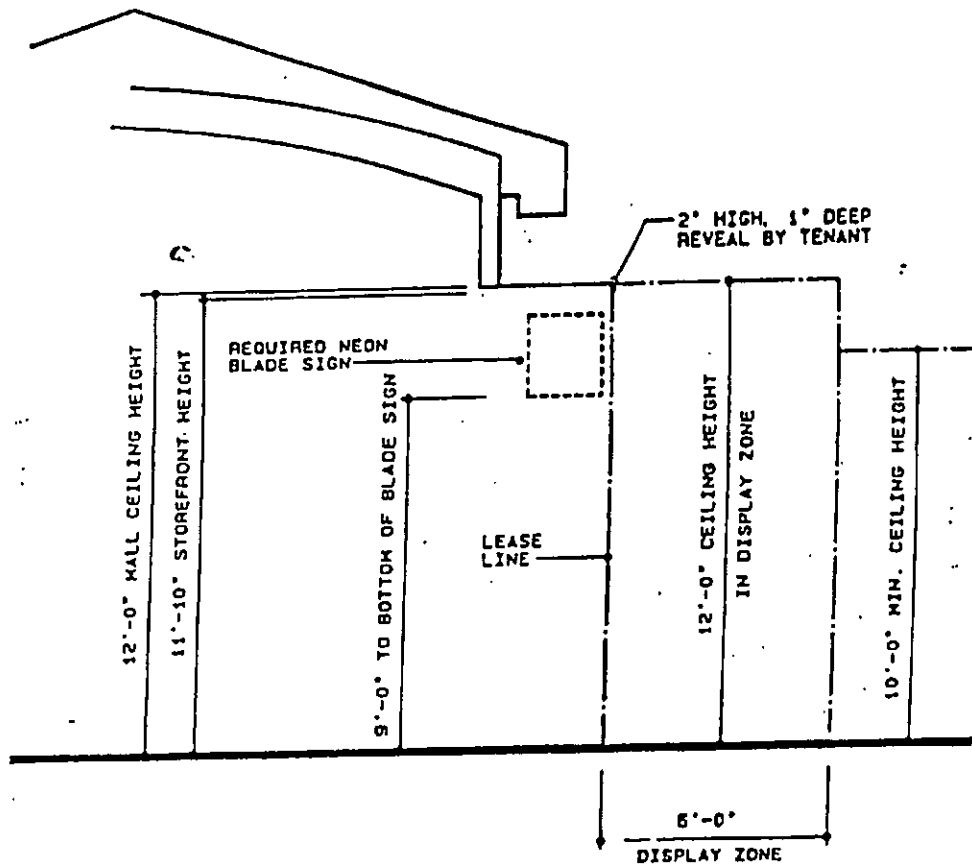 2" HIGH, 1" DEEP
REVEAL BY TENANT
REQUIRED NEON
BLADE SIGN
12'-0" MALL CEILING HEIGHT
11'-10" STOREFRONT HEIGHT
9'-0" TO BOTTOM OF BLADE SIGN
LEASE
LINE
12'-0" CEILING HEIGHT
IN DISPLAY ZONE
10'-0" MIN. CEILING HEIGHT
DISPLAY ZONE